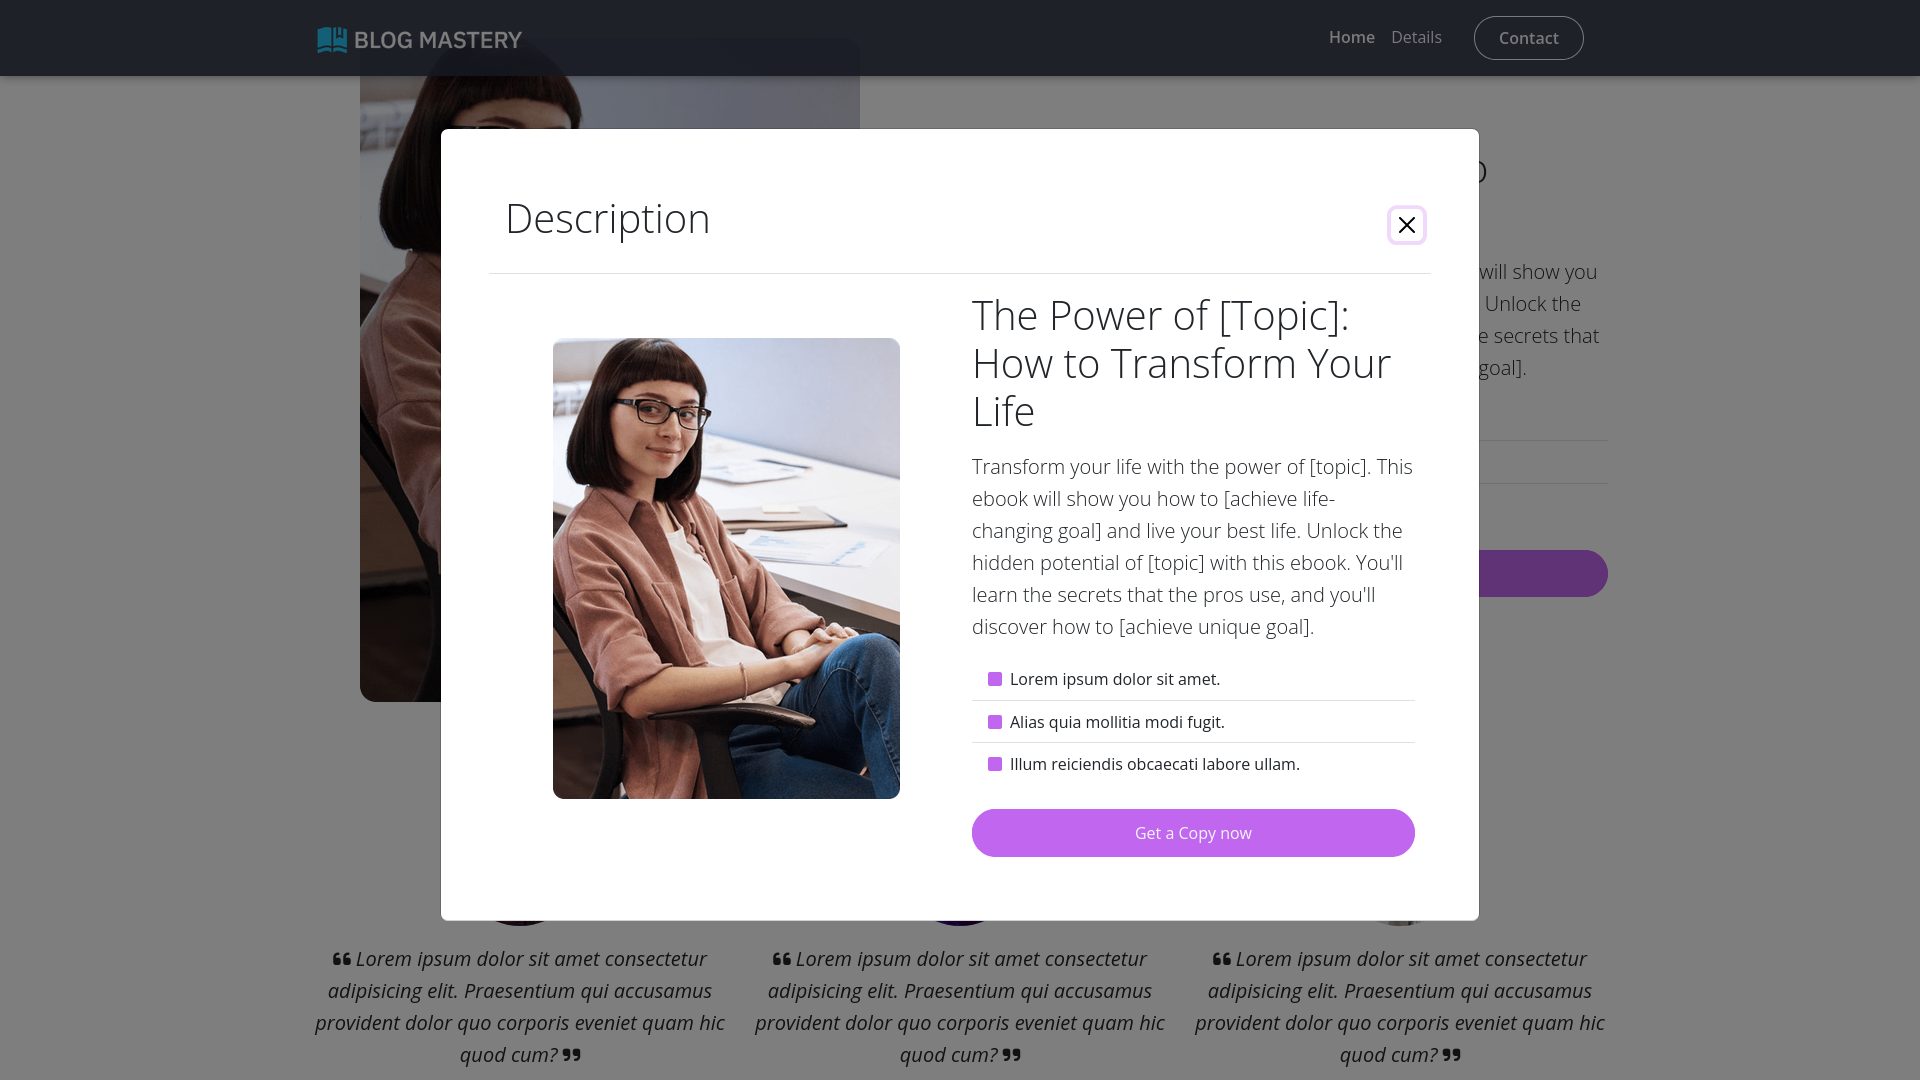 BLOG MASTERY
Home
Details
Contact
Description
The Power of [Topic]:
How to Transform Your
Life
Transform your life with the power of [topic]. This
ebook will show you how to [achieve life-
changing goal] and live your best life. Unlock the
hidden potential of [topic] with this ebook. You'll
learn the secrets that the pros use, and you'll
discover how to [achieve unique goal].
Lorem ipsum dolor sit amet.
Alias quia mollitia modi fugit.
Illum reiciendis obcaecati labore ullam.
Get a Copy now
will show you
Unlock the
secrets that
goal].
❝ Lorem ipsum dolor sit amet consectetur
adipisicing elit. Praesentium qui accusamus
provident dolor quo corporis eveniet quam hic
quod cum? ❞
❝ Lorem ipsum dolor sit amet consectetur
adipisicing elit. Praesentium qui accusamus
provident dolor quo corporis eveniet quam hic
quod cum? ❞
❝ Lorem ipsum dolor sit amet consectetur
adipisicing elit. Praesentium qui accusamus
provident dolor quo corporis eveniet quam hic
quod cum? ❞